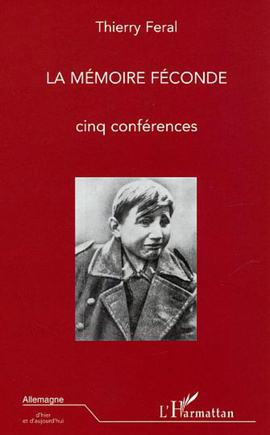 Thierry Feral
LA MÉMOIRE FÉCONDE
cinq conférences
Allemagne
d'hier
et d'aujourd'hui
L'Harmattan